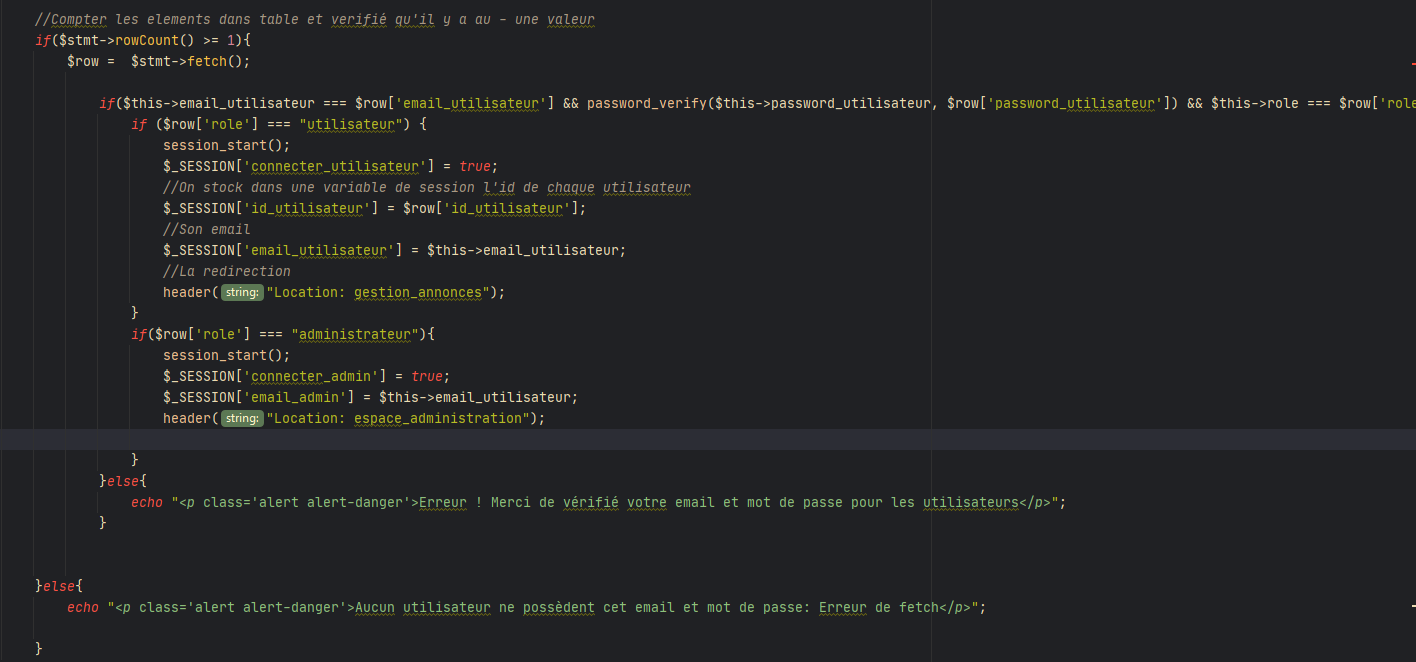 //Compter les elements dans table et verifié qu'il y a au - une valeur
if($stmt->rowCount() >= 1){
$row =  $stmt->fetch();
if($this->email_utilisateur === $row['email_utilisateur'] && password_verify($this->password_utilisateur, $row['password_utilisateur']) && $this->role === $row['role
if ($row['role'] === "utilisateur") {
session_start();
$_SESSION['connecter_utilisateur'] = true;
//On stock dans une variable de session l'id de chaque utilisateur
$_SESSION['id_utilisateur'] = $row['id_utilisateur'];
//Son email
$_SESSION['email_utilisateur'] = $this->email_utilisateur;
//La redirection
header( string: "Location: gestion_annonces");
}
if($row['role'] === "administrateur"){
session_start();
$_SESSION['connecter_admin'] = true;
$_SESSION['email_admin'] = $this->email_utilisateur;
header( string: "Location: espace_administration");
}
}else{
echo "<p class='alert alert-danger'>Erreur ! Merci de vérifié votre email et mot de passe pour les utilisateurs</p>";
}
}else{
echo "<p class='alert alert-danger'>Aucun utilisateur ne possèdent cet email et mot de passe: Erreur de fetch</p>";
}